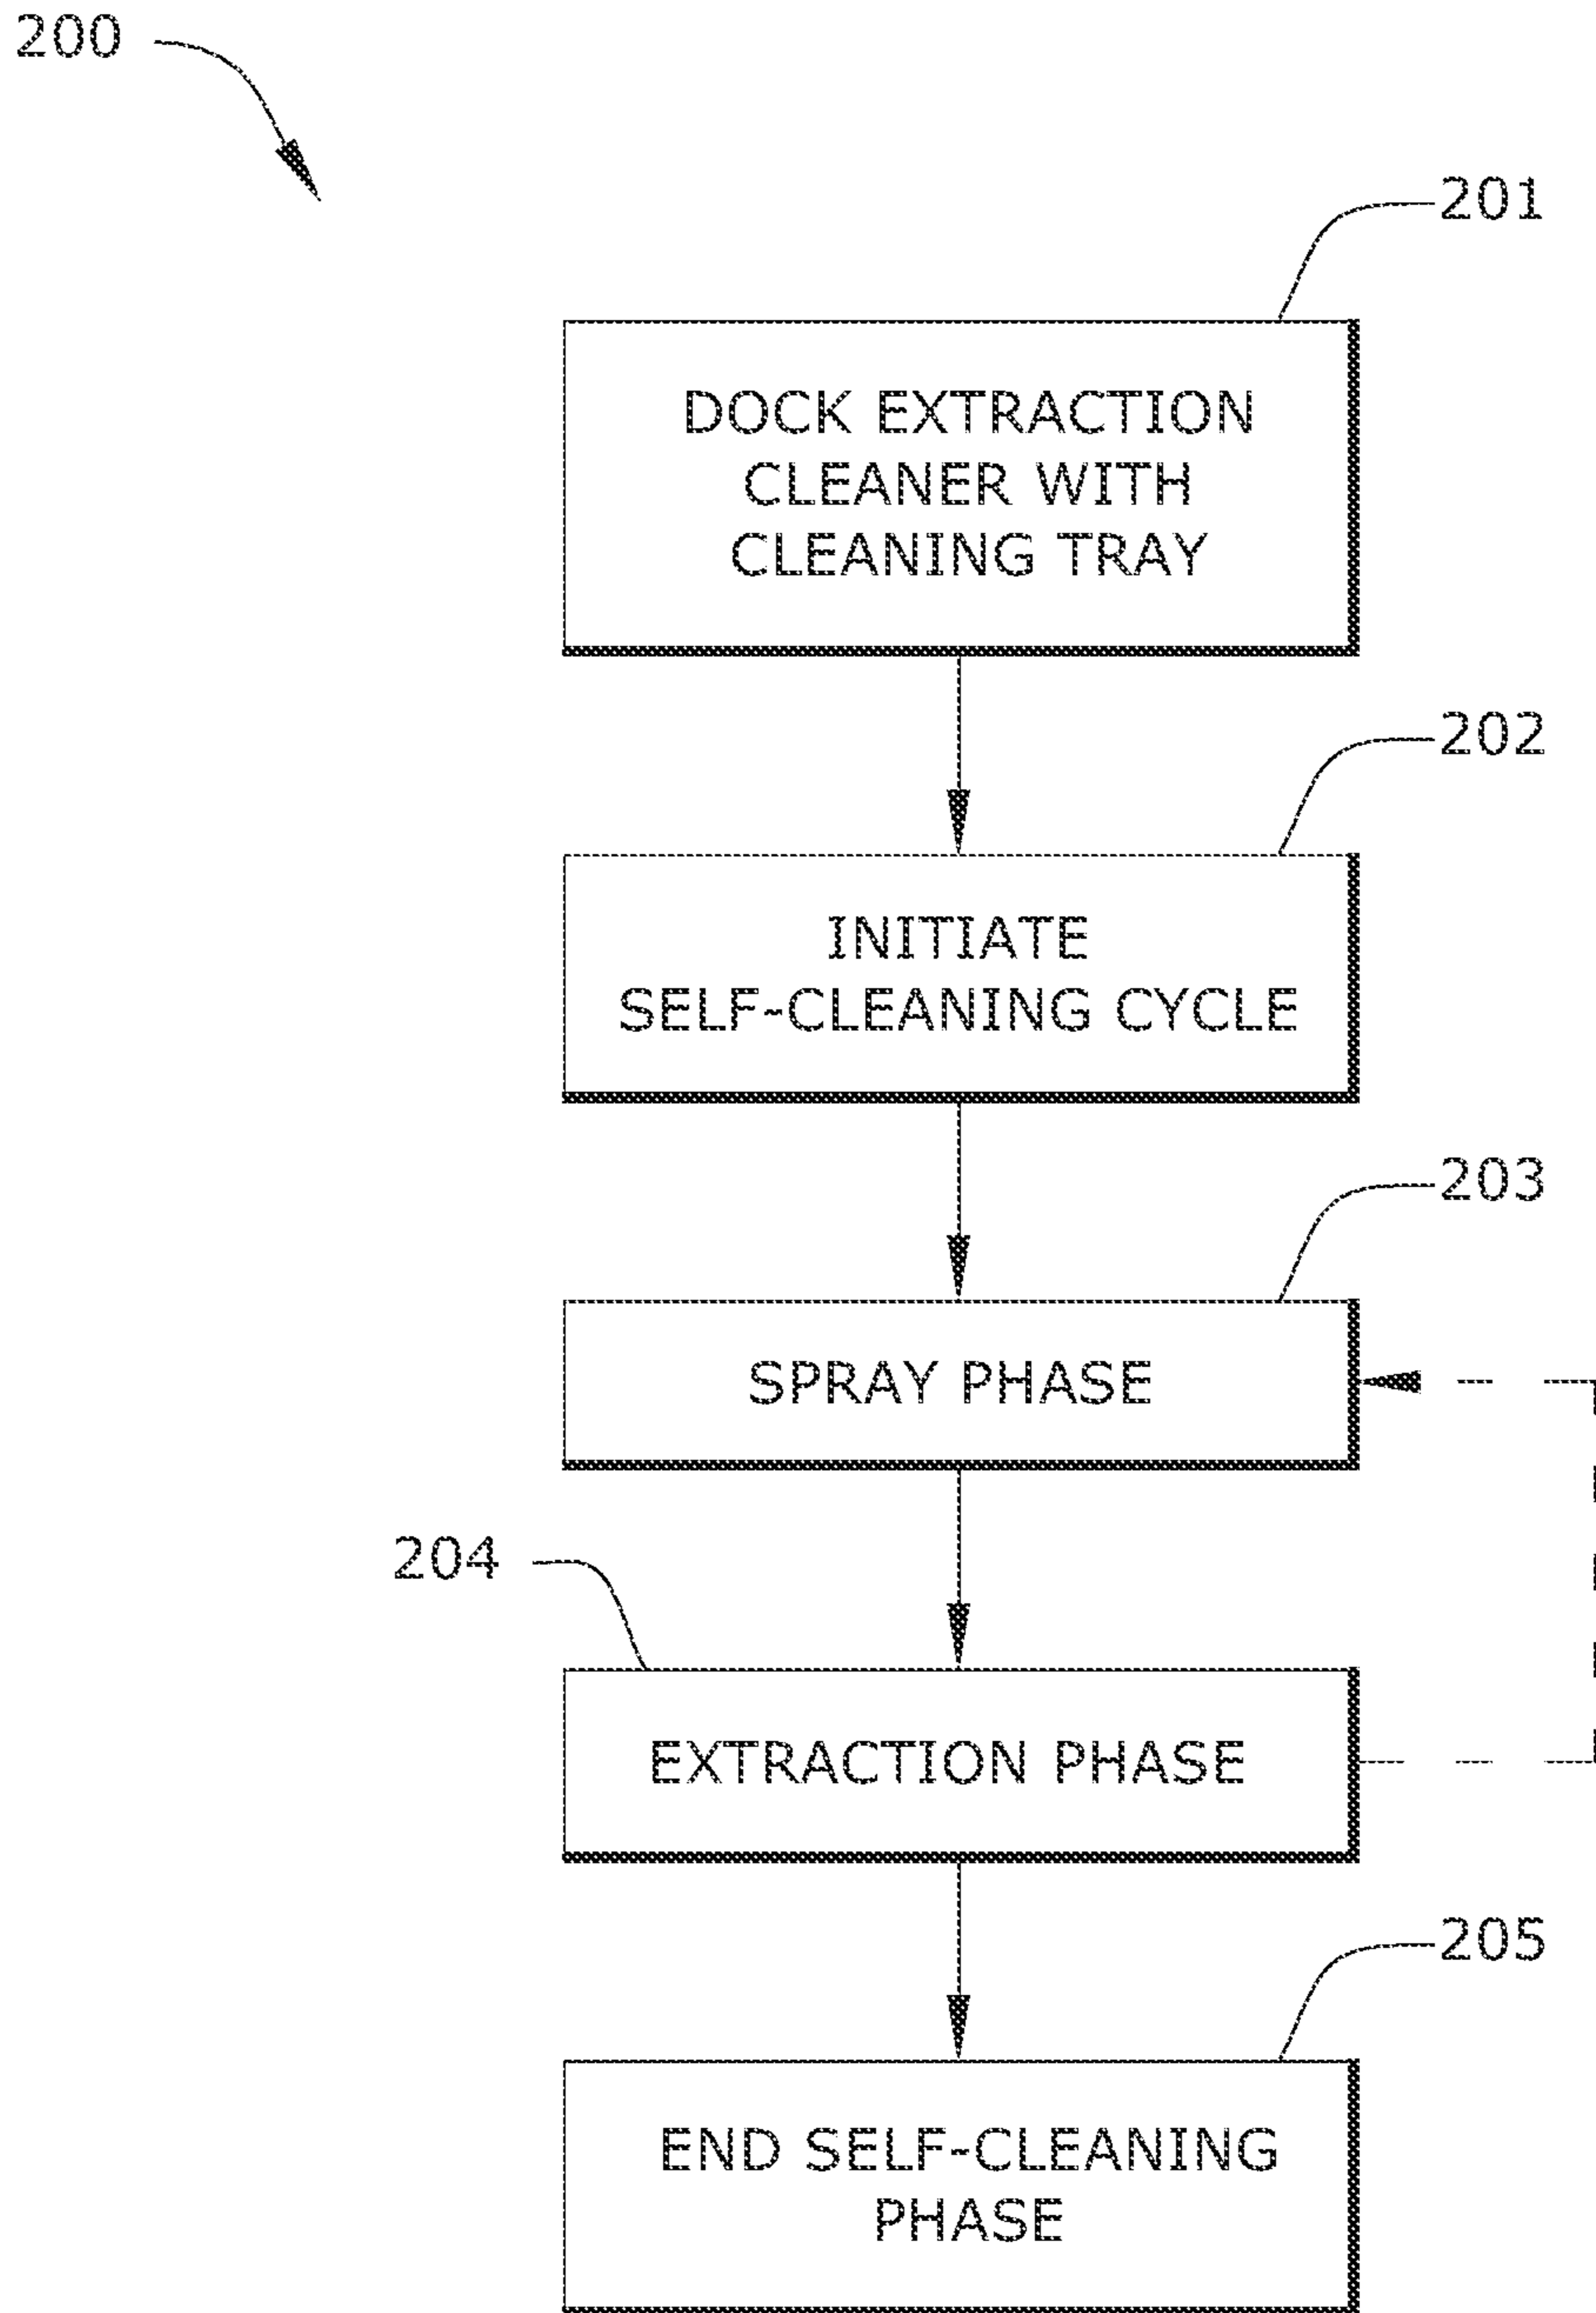 200
201
DOCK EXTRACTION
CLEANER WITH
CLEANING TRAY
202
INITIATE
SELF-CLEANING CYCLE
203
SPRAY PHASE
204
EXTRACTION PHASE
205
END SELF-CLEANING
PHASE